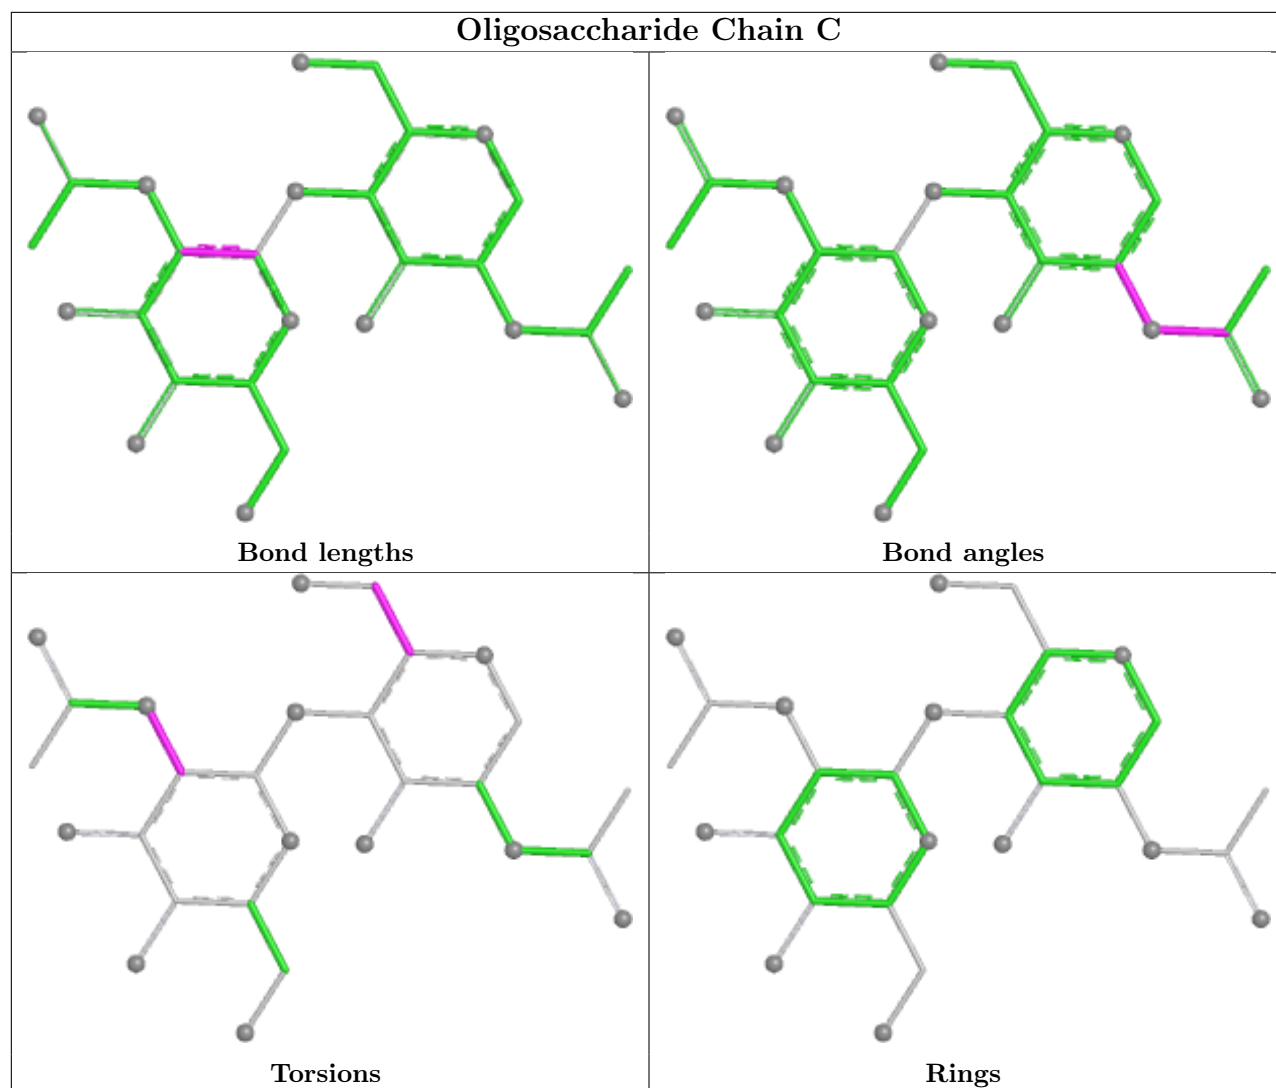 Oligosaccharide Chain C
Bond lengths
Bond angles
Torsions
Rings